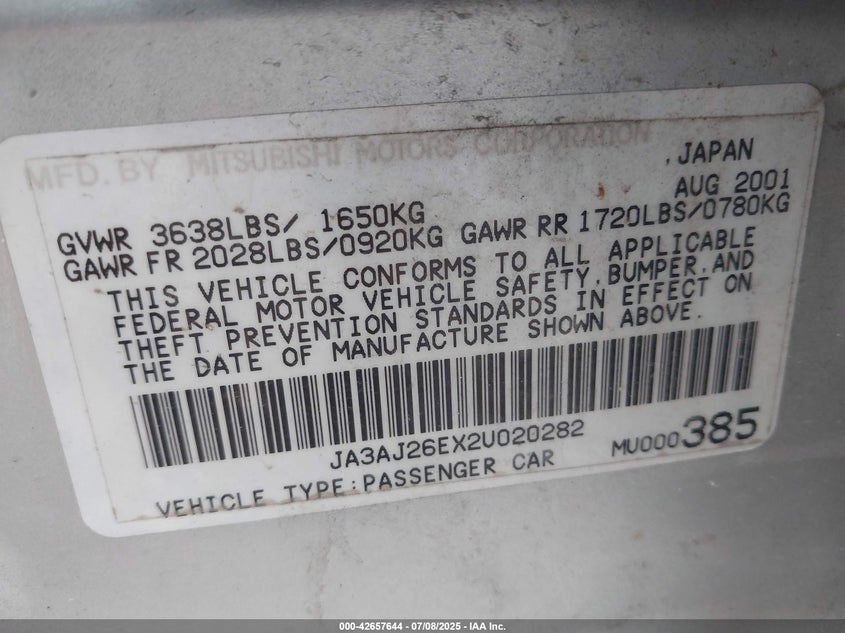 MFD. BY MITSUBISHI MOTORS CORPORATION , JAPAN
AUG 2001
GVWR 3638LBS/ 1650KG
GAWR FR 2028LBS/0920KG GAWR RR 1720LBS/0780KG
THIS VEHICLE CONFORMS TO ALL APPLICABLE
FEDERAL MOTOR VEHICLE SAFETY, BUMPER, AND
THEFT PREVENTION STANDARDS IN EFFECT ON
THE DATE OF MANUFACTURE SHOWN ABOVE.
JA3AJ26EX2U020282 MU000385
VEHICLE TYPE:PASSENGER CAR
000-42657644 / 07/08/2025 - IAA Inc.